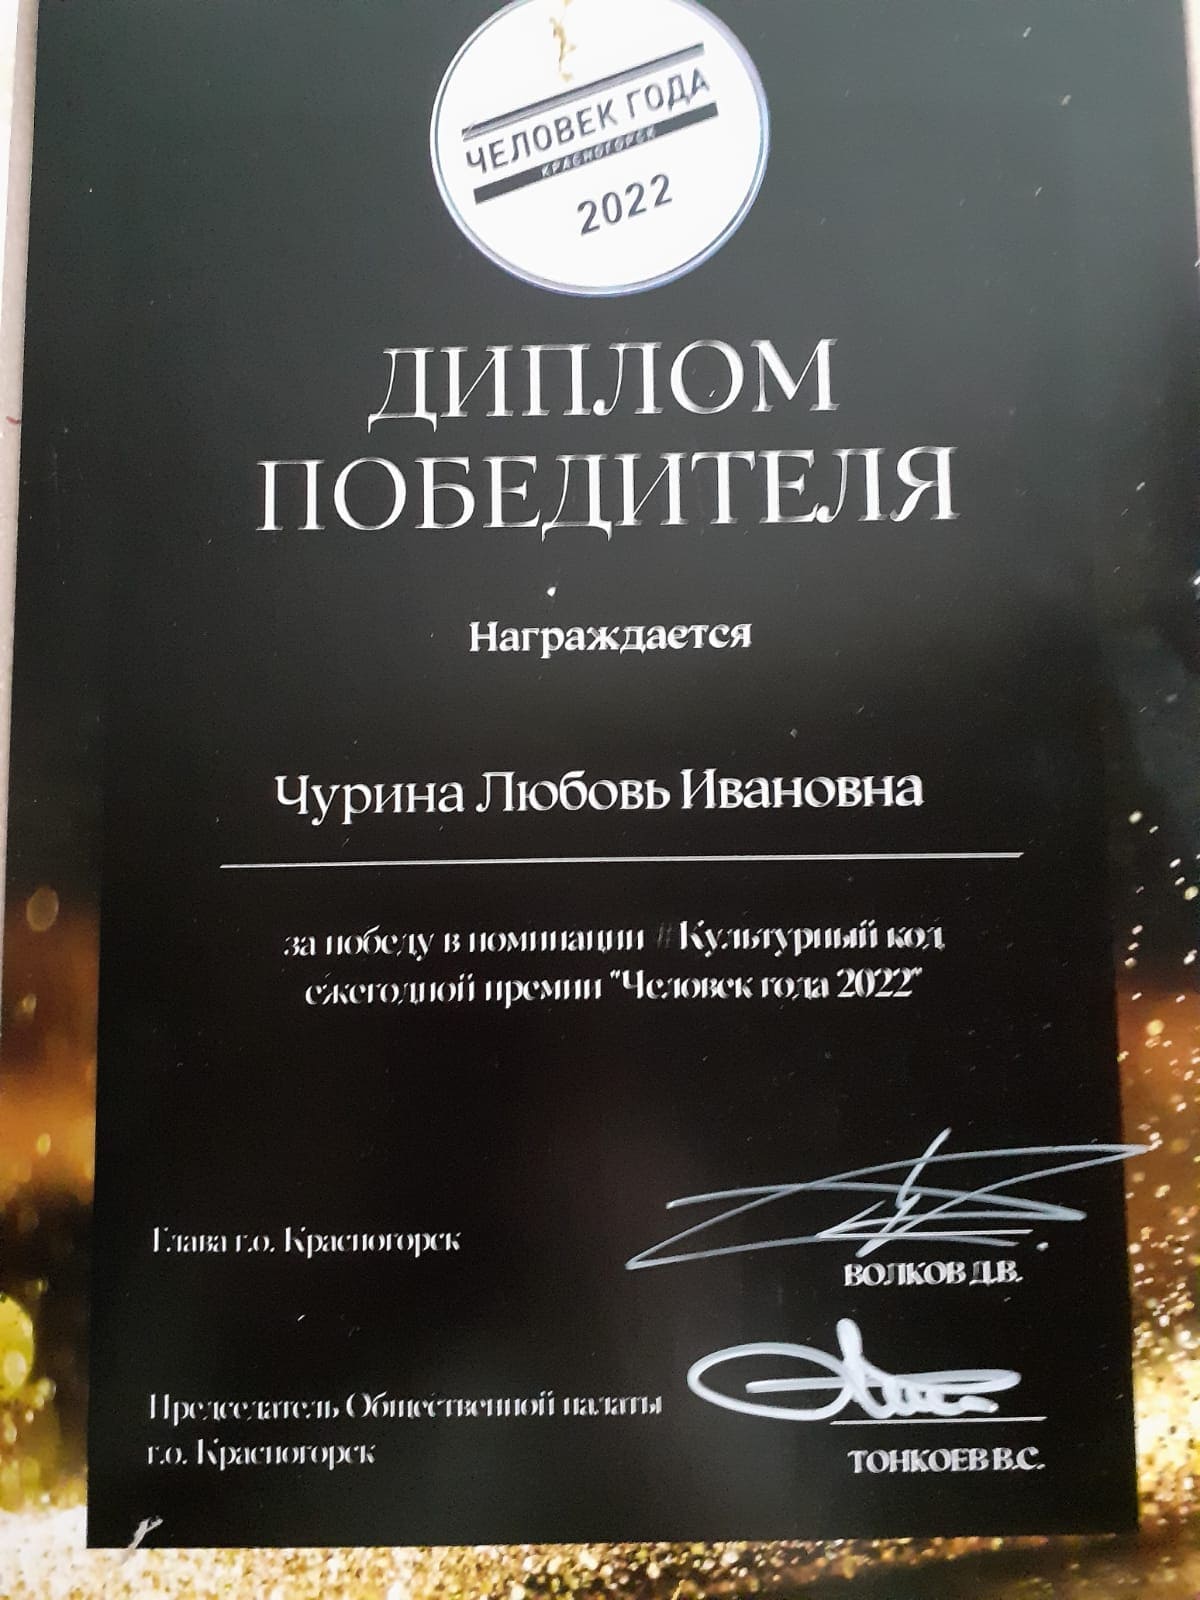 ЧЕЛОВЕК ГОДА
КРАСНОГОРСК
2022
ДИПЛОМ
ПОБЕДИТЕЛЯ
Награждается
Чурина Любовь Ивановна
за победу в номинации # Культурный код
ежегодной премии "Человек года 2022"
Глава г.о. Красногорск
ВОЛКОВ Д.В.
Председатель Общественной палаты
г.о. Красногорск
ТОНКОЕВ В.С.